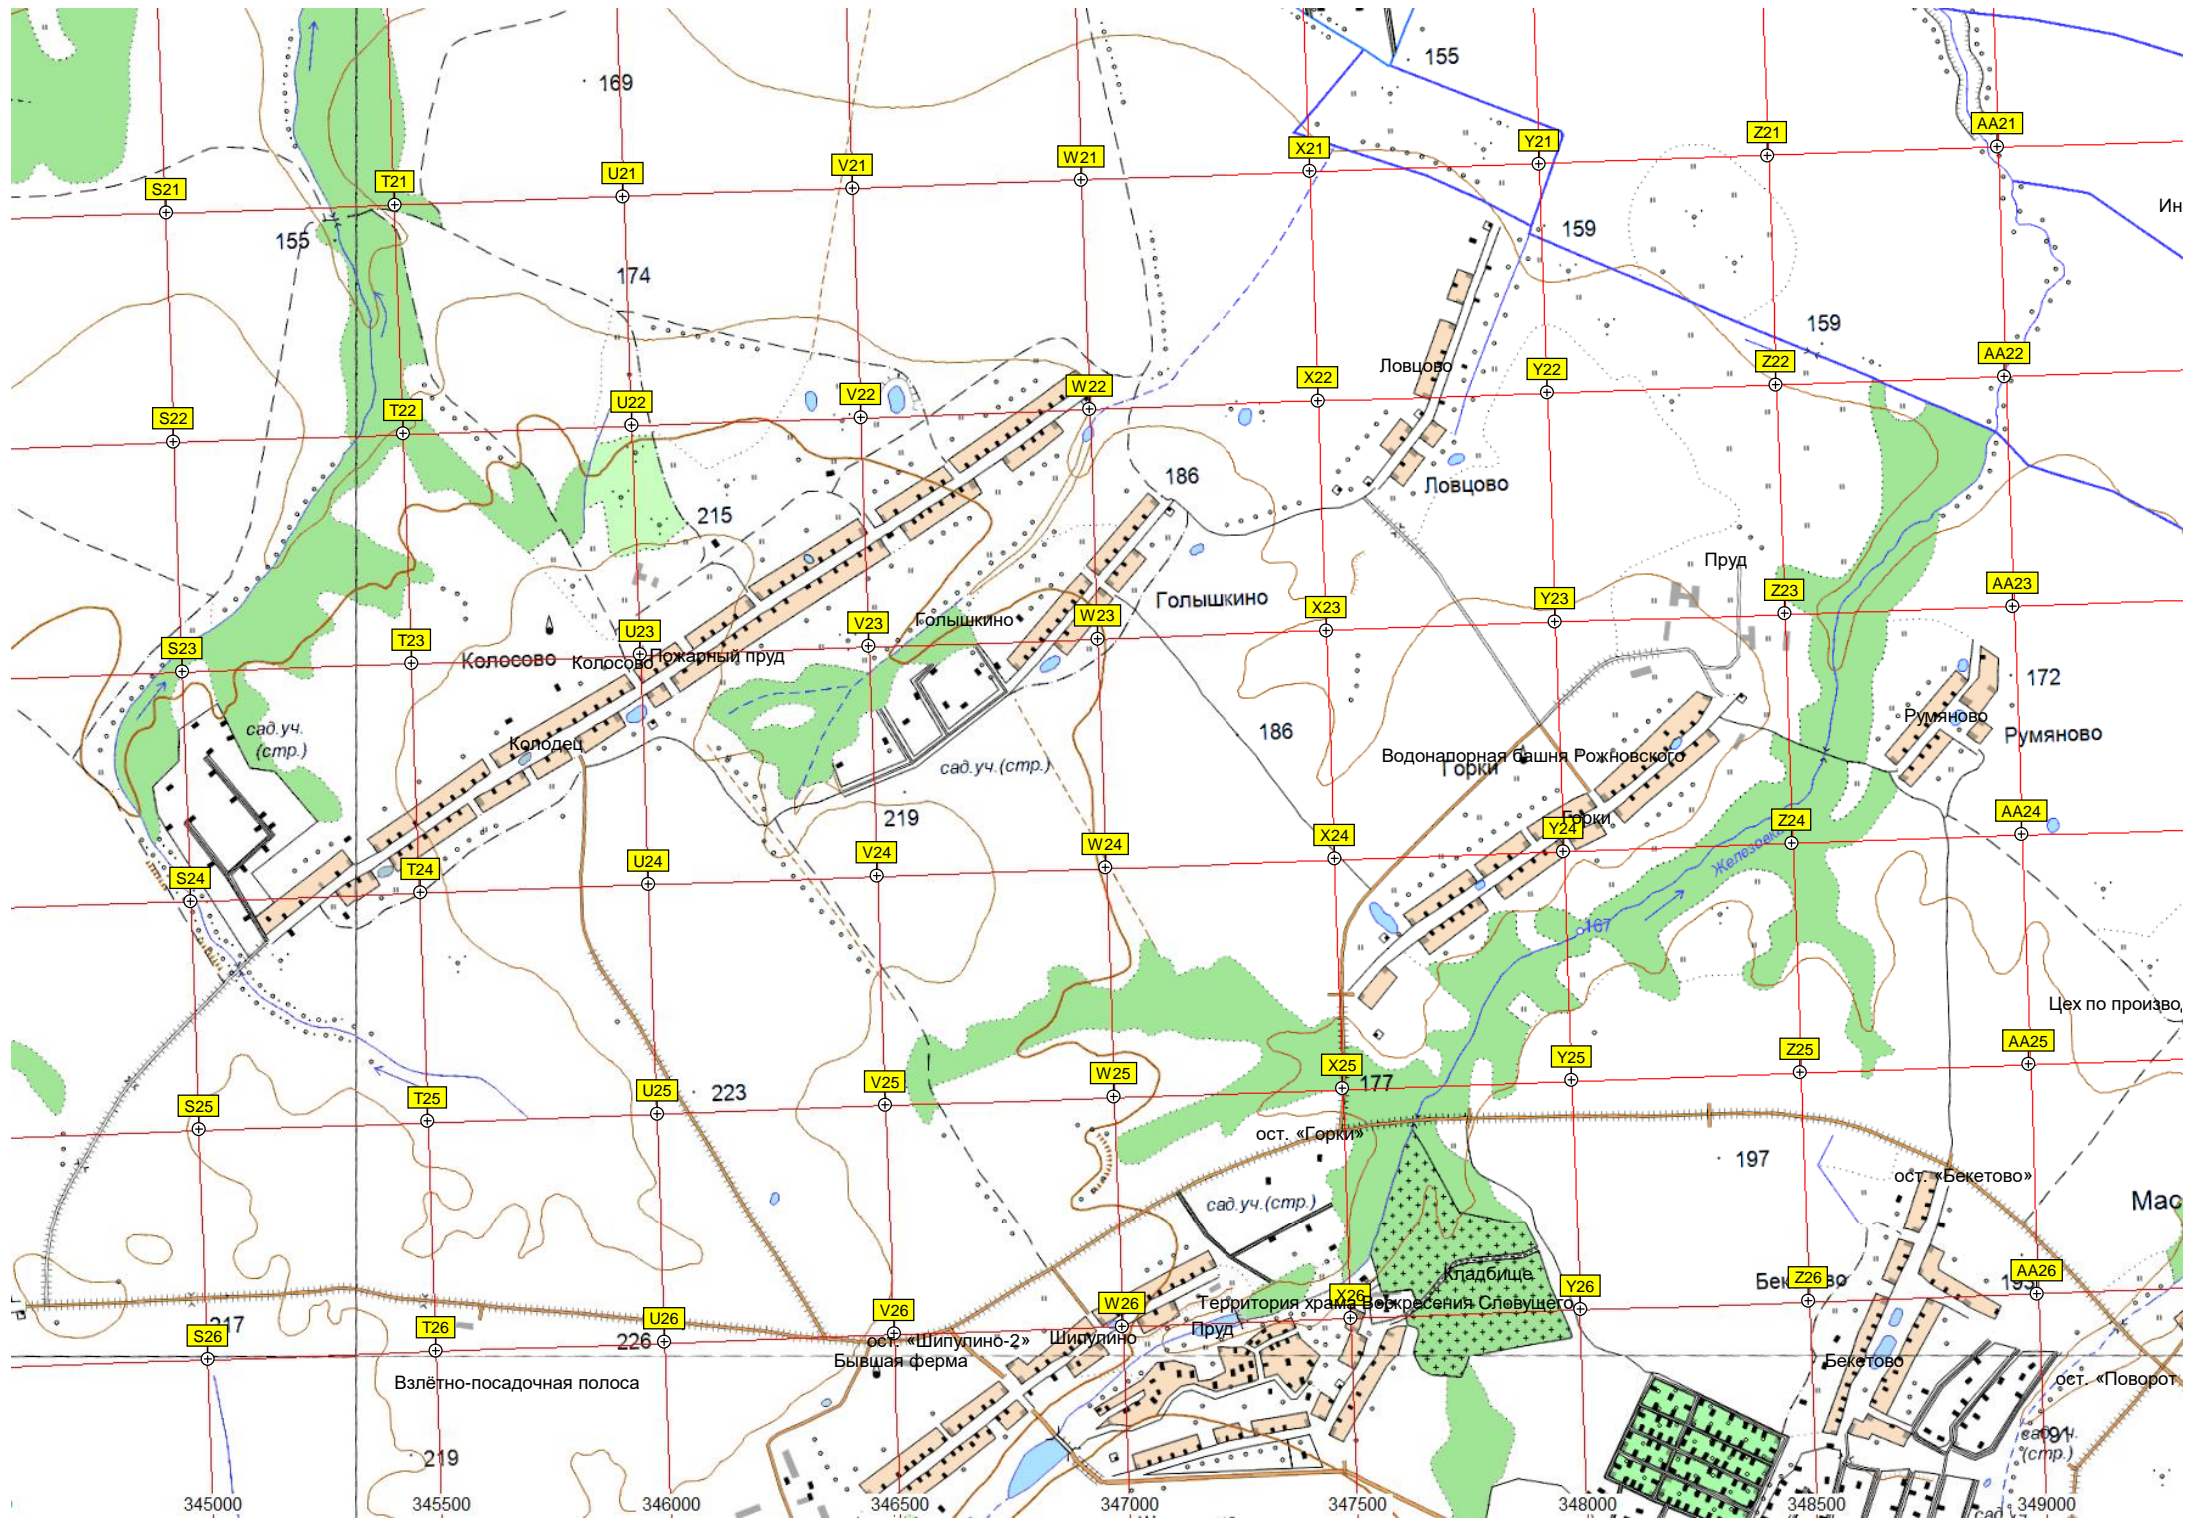 155
169
AA21
Z21
Y21
X21
W21
V21
U21
T21
S21
Ин
159
155
174
159
AA22
Z22
Y22
X22
W22
V22
U22
T22
S22
Ловцово
186
Ловцово
215
Пруд
AA23
Z23
Y23
X23
W23
V23
U23
T23
S23
Голышкино
Голышкино
Колосово
Колосово
Пожарный пруд
172
Румяново
Румяново
сад.уч.
(стр.)
Колодец
186
Водонапорная башня Рожновского
Горки
сад.уч.(стр.)
219
Горки
AA24
Z24
Y24
X24
W24
V24
U24
T24
S24
Железовка
167
Цех по произво
AA25
Z25
Y25
X25
W25
V25
U25
T25
S25
177
223
ост. «Горки»
197
ост. «Бекетово»
сад.уч.(стр.)
Мас
Кладбище
AA26
Z26
Y26
X26
W26
V26
U26
T26
S26
Территория храма Воскресения Словущего
217
226
ост. «Шипулино-2»
Шипулино
Пруд
Бывшая ферма
Бекетово
Взлётно-посадочная полоса
ост. «Поворот
219
(стр.)
345000
345500
346000
346500
347000
347500
348000
348500
349000